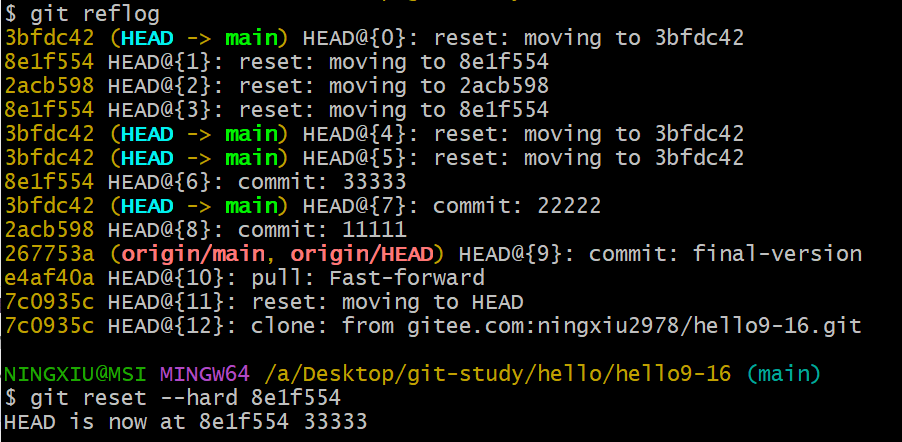 $ git reflog
3bfdc42 (HEAD -> main) HEAD@{0}: reset: moving to 3bfdc42
8e1f554 HEAD@{1}: reset: moving to 8e1f554
2acb598 HEAD@{2}: reset: moving to 2acb598
8e1f554 HEAD@{3}: reset: moving to 8e1f554
3bfdc42 (HEAD -> main) HEAD@{4}: reset: moving to 3bfdc42
3bfdc42 (HEAD -> main) HEAD@{5}: reset: moving to 3bfdc42
8e1f554 HEAD@{6}: commit: 33333
3bfdc42 (HEAD -> main) HEAD@{7}: commit: 22222
2acb598 HEAD@{8}: commit: 11111
267753a (origin/main, origin/HEAD) HEAD@{9}: commit: final-version
e4af40a HEAD@{10}: pull: Fast-forward
7c0935c HEAD@{11}: reset: moving to HEAD
7c0935c HEAD@{12}: clone: from gitee.com:ningxiu2978/hello9-16.git
NINGXIU@MSI MINGW64 /a/Desktop/git-study/hello/hello9-16 (main)
$ git reset --hard 8e1f554
HEAD is now at 8e1f554 33333